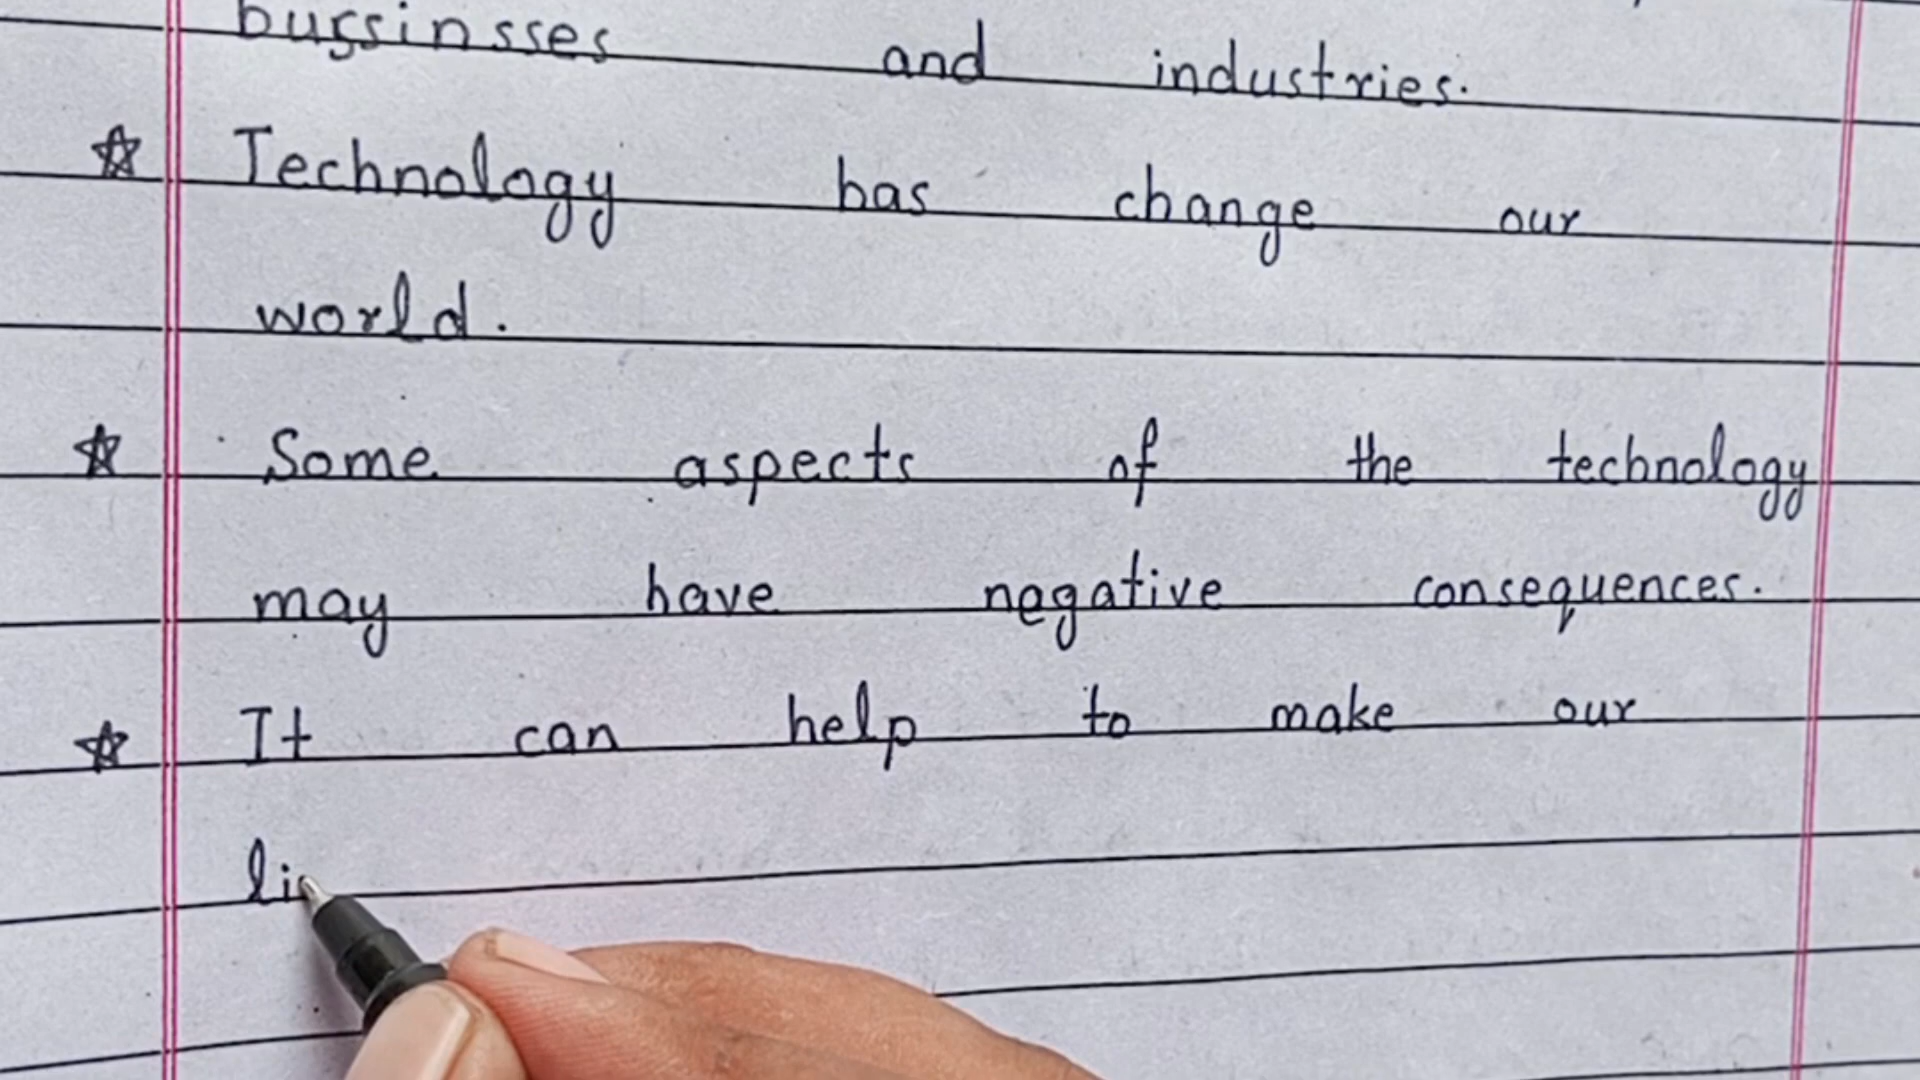 bussinsses and industries.
☆ Technology has change our
world.
☆ Some aspects of the technology
may have negative consequences.
☆ It can help to make our